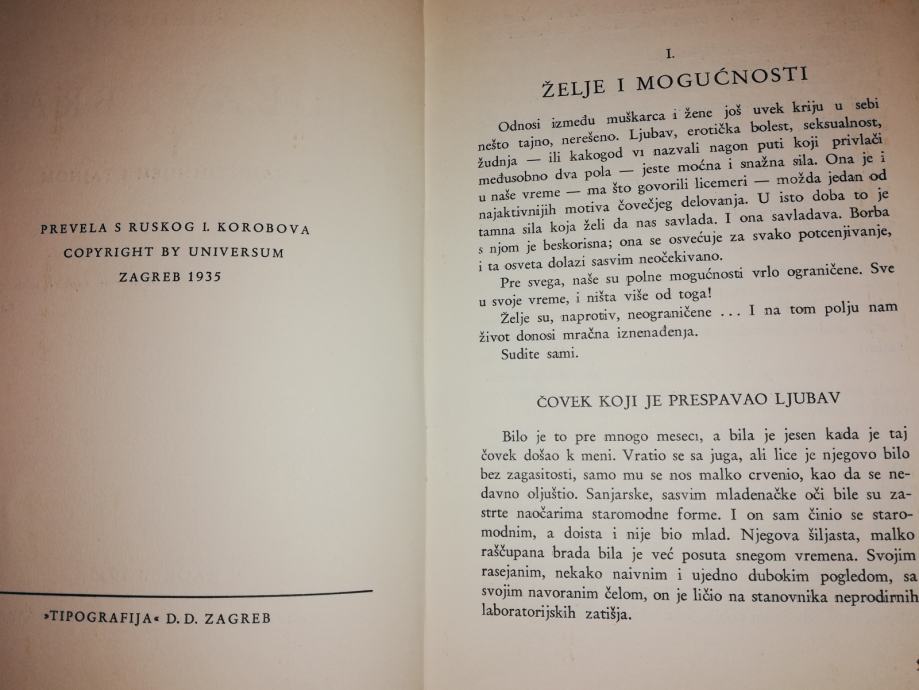 PREVELA S RUSKOG I. KOROBOVA
COPYRIGHT BY UNIVERSUM
ZAGREB 1935
»TIPOGRAFIJA« D. D. ZAGREB
I.
ŽELJE I MOGUĆNOSTI
Odnosi između muškarca i žene još uvek kriju u sebi
nešto tajno, nerešeno. Ljubav, erotička bolest, seksualnost,
žudnja — ili kakogod vi nazvali nagon puti koji privlači
međusobno dva pola — jeste moćna i snažna sila. Ona je i
u naše vreme — ma što govorili licemeri — možda jedan od
najaktivnijih motiva čovečjeg delovanja. U isto doba to je
tamna sila koja želi da nas savlada. I ona savladava. Borba
s njom je beskorisna; ona se osvećuje za svako potcenjivanje,
i ta osveta dolazi sasvim neočekivano.
Pre svega, naše su polne mogućnosti vrlo ograničene. Sve
u svoje vreme, i ništa više od toga!
Želje su, naprotiv, neograničene ... I na tom polju nam
život donosi mračna iznenađenja.
Sudite sami.
ČOVEK KOJI JE PRESPAVAO LJUBAV
Bilo je to pre mnogo meseci, a bila je jesen kada je taj
čovek došao k meni. Vratio se sa juga, ali lice je njegovo bilo
bez zagasitosti, samo mu se nos malko crvenio, kao da se ne-
davno oljuštio. Sanjarske, sasvim mladenačke oči bile su za-
strte naočarima staromodne forme. I on sam činio se staro-
modnim, a doista i nije bio mlad. Njegova šiljasta, malko
raščupana brada bila je već posuta snegom vremena. Svojim
rasejanim, nekako naivnim i ujedno dubokim pogledom, sa
svojim navoranim čelom, on je ličio na stanovnika neprodirnih
laboratorijskih zatišja.